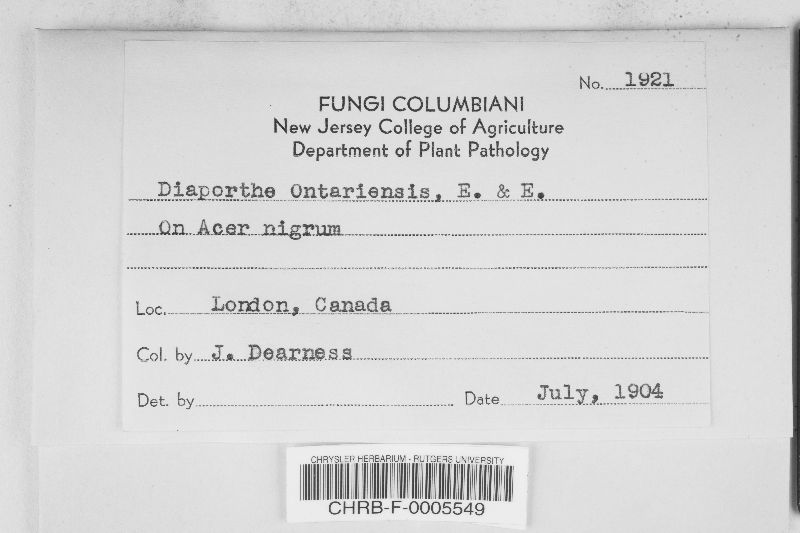 No. 1921
FUNGI COLUMBIANI
New Jersey College of Agriculture
Department of Plant Pathology
Diaporthe Ontariensis, E. & E.
On Acer nigrum
Loc. London, Canada
Col. by J. Dearness
Det. by Date July, 1904
CHRYSLER HERBARIUM - RUTGERS UNIVERSITY
CHRB-F-0005549